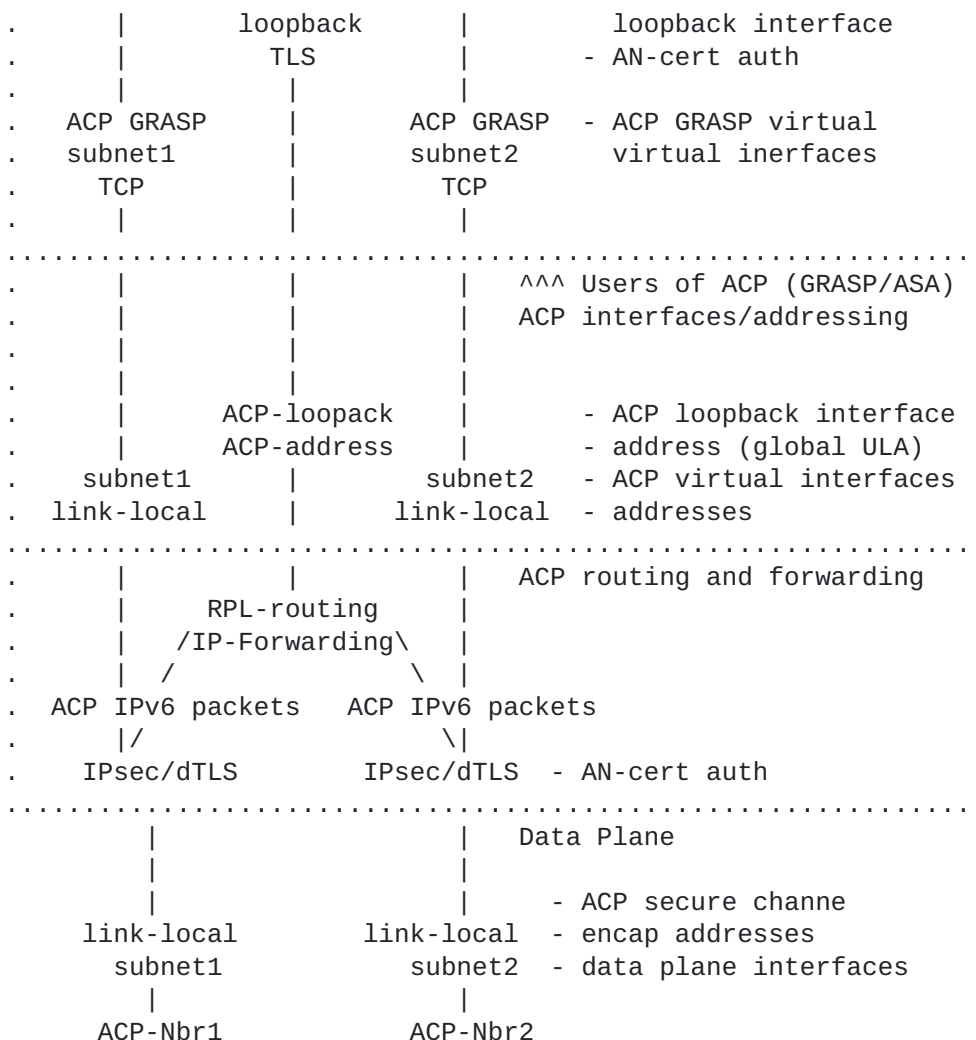 .      |       loopback      |         loopback interface
.      |         TLS         |       - AN-cert auth
.      |          |          |
.   ACP GRASP     |       ACP GRASP  - ACP GRASP virtual
.   subnet1       |       subnet2      virtual inerfaces
.     TCP         |         TCP
.      |          |          |
...............................................................
.      |          |          |   ^^^ Users of ACP (GRASP/ASA)
.      |          |          |   ACP interfaces/addressing
.      |          |          |
.      |          |          |
.      |      ACP-loopack    |       - ACP loopback interface
.      |      ACP-address    |       - address (global ULA)
.    subnet1      |        subnet2   - ACP virtual interfaces
.  link-local     |      link-local  - addresses
...............................................................
.      |          |          |   ACP routing and forwarding
.      |     RPL-routing     |
.      |   /IP-Forwarding\   |
.      |  /               \  |
.  ACP IPv6 packets   ACP IPv6 packets
.      |/                   \|
.    IPsec/dTLS        IPsec/dTLS  - AN-cert auth
...............................................................
         |                   |   Data Plane
         |                   |
         |                   |     - ACP secure channe
     link-local        link-local  - encap addresses
       subnet1            subnet2  - data plane interfaces
         |                   |
      ACP-Nbr1            ACP-Nbr2